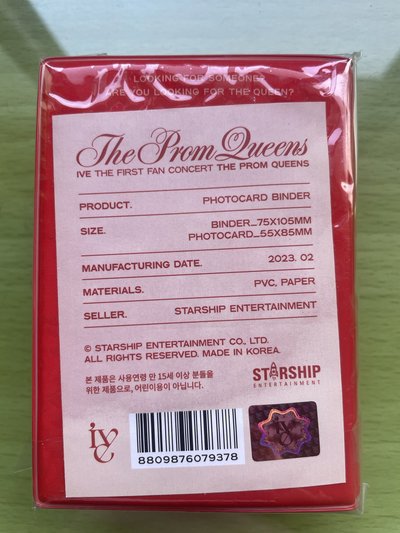 LOOKING FOR SOMEONE?
ARE YOU LOOKING FOR THE QUEEN?
The Prom Queens
IVE THE FIRST FAN CONCERT THE PROM QUEENS
PRODUCT. PHOTOCARD BINDER
SIZE. BINDER_75X105MM
PHOTOCARD_55X85MM
MANUFACTURING DATE. 2023. 02
MATERIALS. PVC, PAPER
SELLER. STARSHIP ENTERTAINMENT
© STARSHIP ENTERTAINMENT CO., LTD.
ALL RIGHTS RESERVED. MADE IN KOREA.
본 제품은 사용연령 만 15세 이상 분들을
위한 제품으로, 어린이용이 아닙니다.
STARSHIP
ENTERTAINMENT
ive
8809876079378